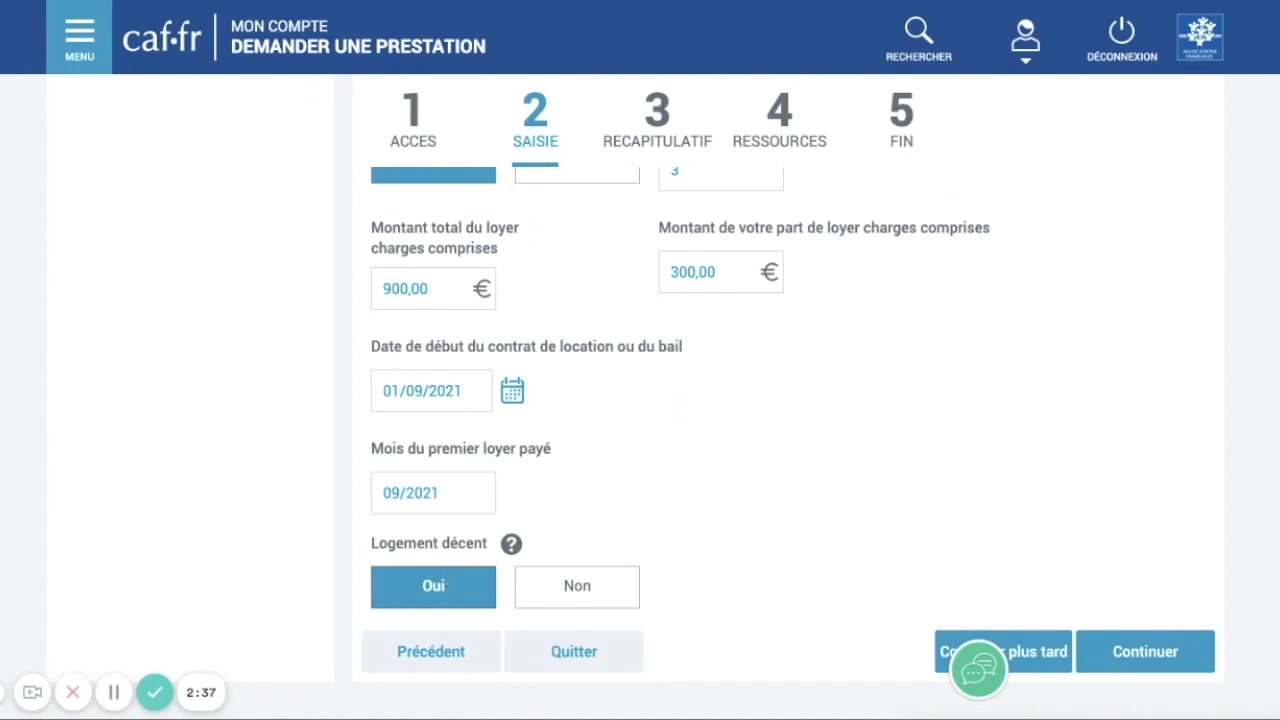 MENU
caf.fr
MON COMPTE
DEMANDER UNE PRESTATION
RECHERCHER
DÉCONNEXION
ALLOCATIONS
FAMILIALES
1
ACCES
2
SAISIE
3
RECAPITULATIF
4
RESSOURCES
5
FIN
3
Montant total du loyer
charges comprises
900,00 €
Montant de votre part de loyer charges comprises
300,00 €
Date de début du contrat de location ou du bail
01/09/2021
Mois du premier loyer payé
09/2021
Logement décent ?
Oui
Non
Précédent
Quitter
plus tard
Continuer
2:37